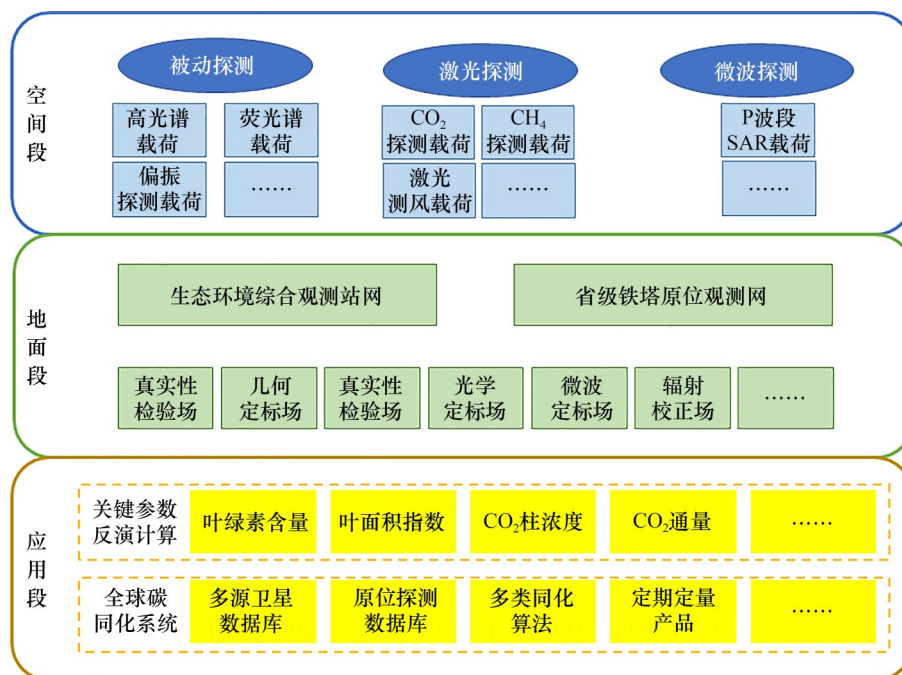 空间段
被动探测
激光探测
微波探测
高光谱
载荷
荧光谱
载荷
CO₂
探测载荷
CH₄
探测载荷
P波段
SAR载荷
偏振
探测载荷
……
激光
测风载荷
……
……
地面段
生态环境综合观测站网
省级铁塔原位观测网
真实性
检验场
几何
定标场
真实性
检验场
光学
定标场
微波
定标场
辐射
校正场
……
应用段
关键参数
反演计算
叶绿素含量
叶面积指数
CO₂柱浓度
CO₂通量
……
全球碳
同化系统
多源卫星
数据库
原位探测
数据库
多类同化
算法
定期定量
产品
……